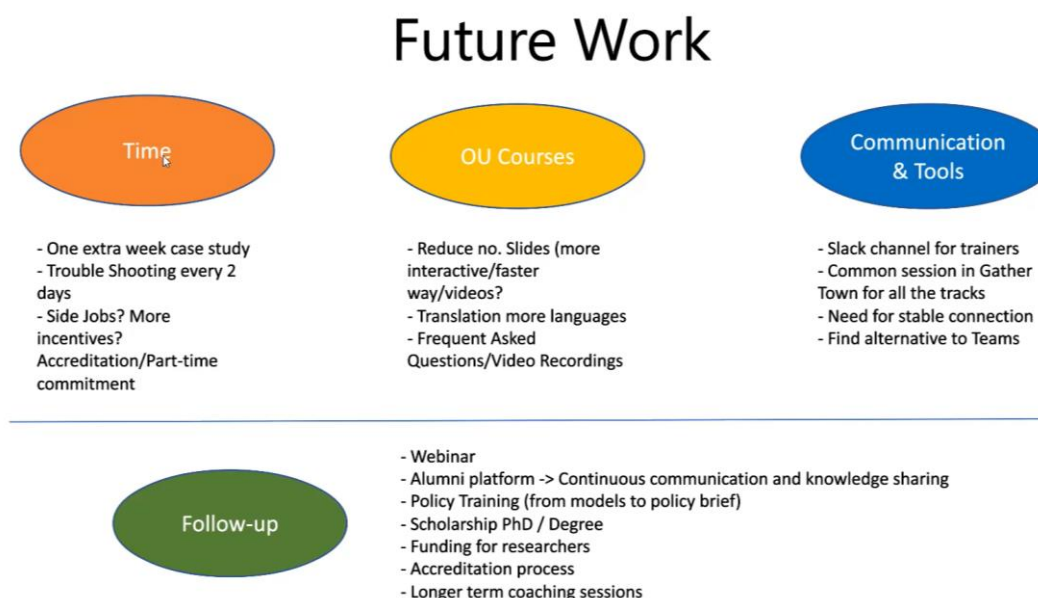 Future Work
Time
- One extra week case study
- Trouble Shooting every 2
days
- Side Jobs? More
incentives?
Accreditation/Part-time
commitment
OU Courses
- Reduce no. Slides (more
interactive/faster
way/videos?
- Translation more languages
- Frequent Asked
Questions/Video Recordings
Communication
& Tools
- Slack channel for trainers
- Common session in Gather
Town for all the tracks
- Need for stable connection
- Find alternative to Teams
Follow-up
- Webinar
- Alumni platform -> Continuous communication and knowledge sharing
- Policy Training (from models to policy brief)
- Scholarship PhD / Degree
- Funding for researchers
- Accreditation process
- Longer term coaching sessions